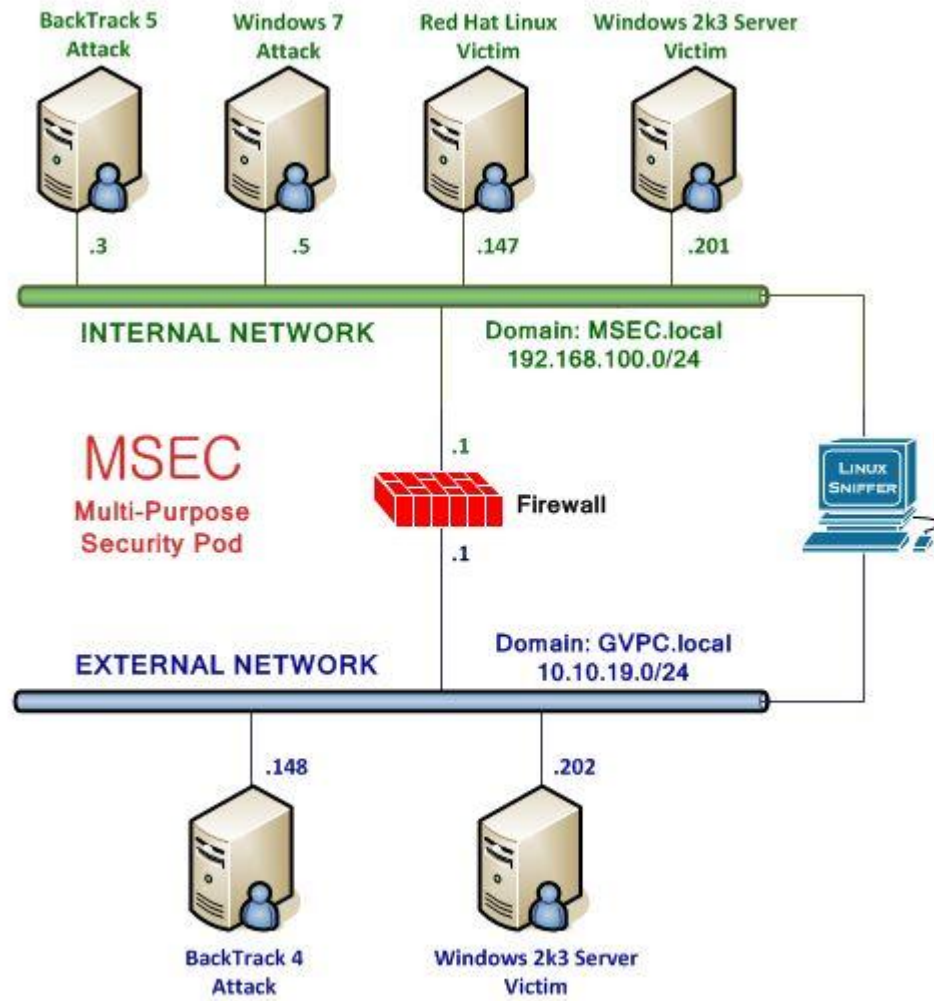 BackTrack 5
Attack
Windows 7
Attack
Red Hat Linux
Victim
Windows 2k3 Server
Victim
.3
.5
.147
.201
INTERNAL NETWORK
Domain: MSEC.local
192.168.100.0/24
MSEC
Multi-Purpose
Security Pod
.1
Firewall
.1
LINUX
SNIFFER
EXTERNAL NETWORK
Domain: GVPC.local
10.10.19.0/24
.148
.202
BackTrack 4
Attack
Windows 2k3 Server
Victim